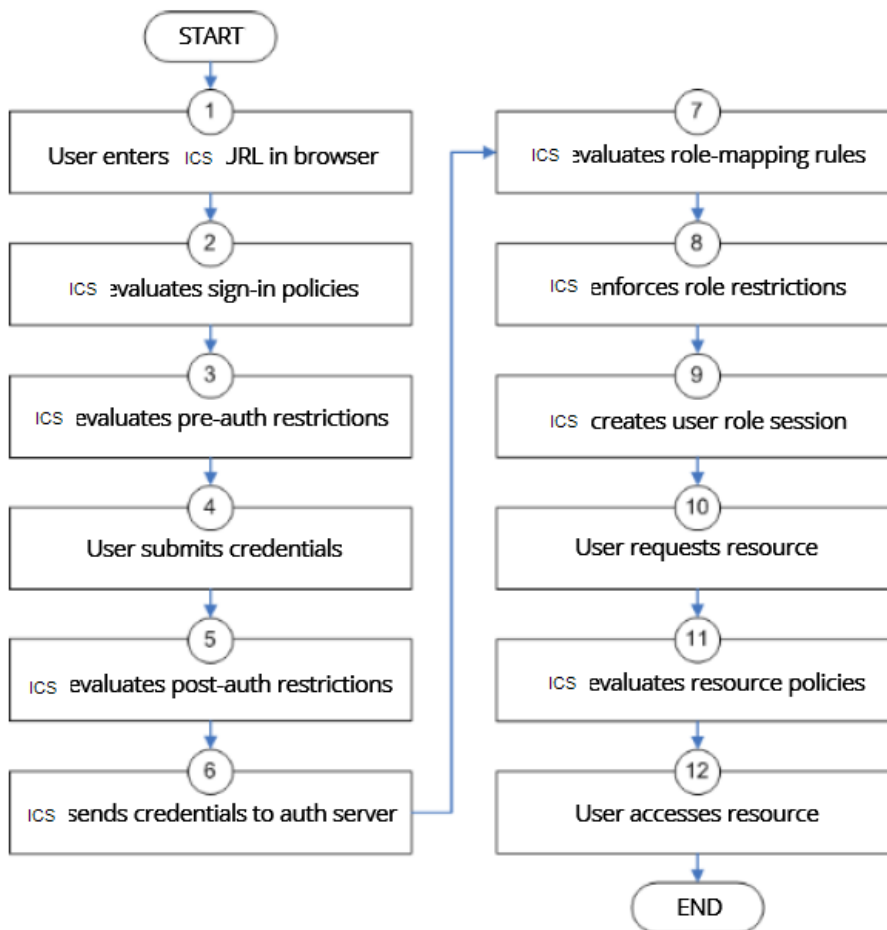 START
1
User enters ICS URL in browser
2
ICS evaluates sign-in policies
3
ICS evaluates pre-auth restrictions
4
User submits credentials
5
ICS evaluates post-auth restrictions
6
ICS sends credentials to auth server
7
ICS evaluates role-mapping rules
8
ICS enforces role restrictions
9
ICS creates user role session
10
User requests resource
11
ICS evaluates resource policies
12
User accesses resource
END